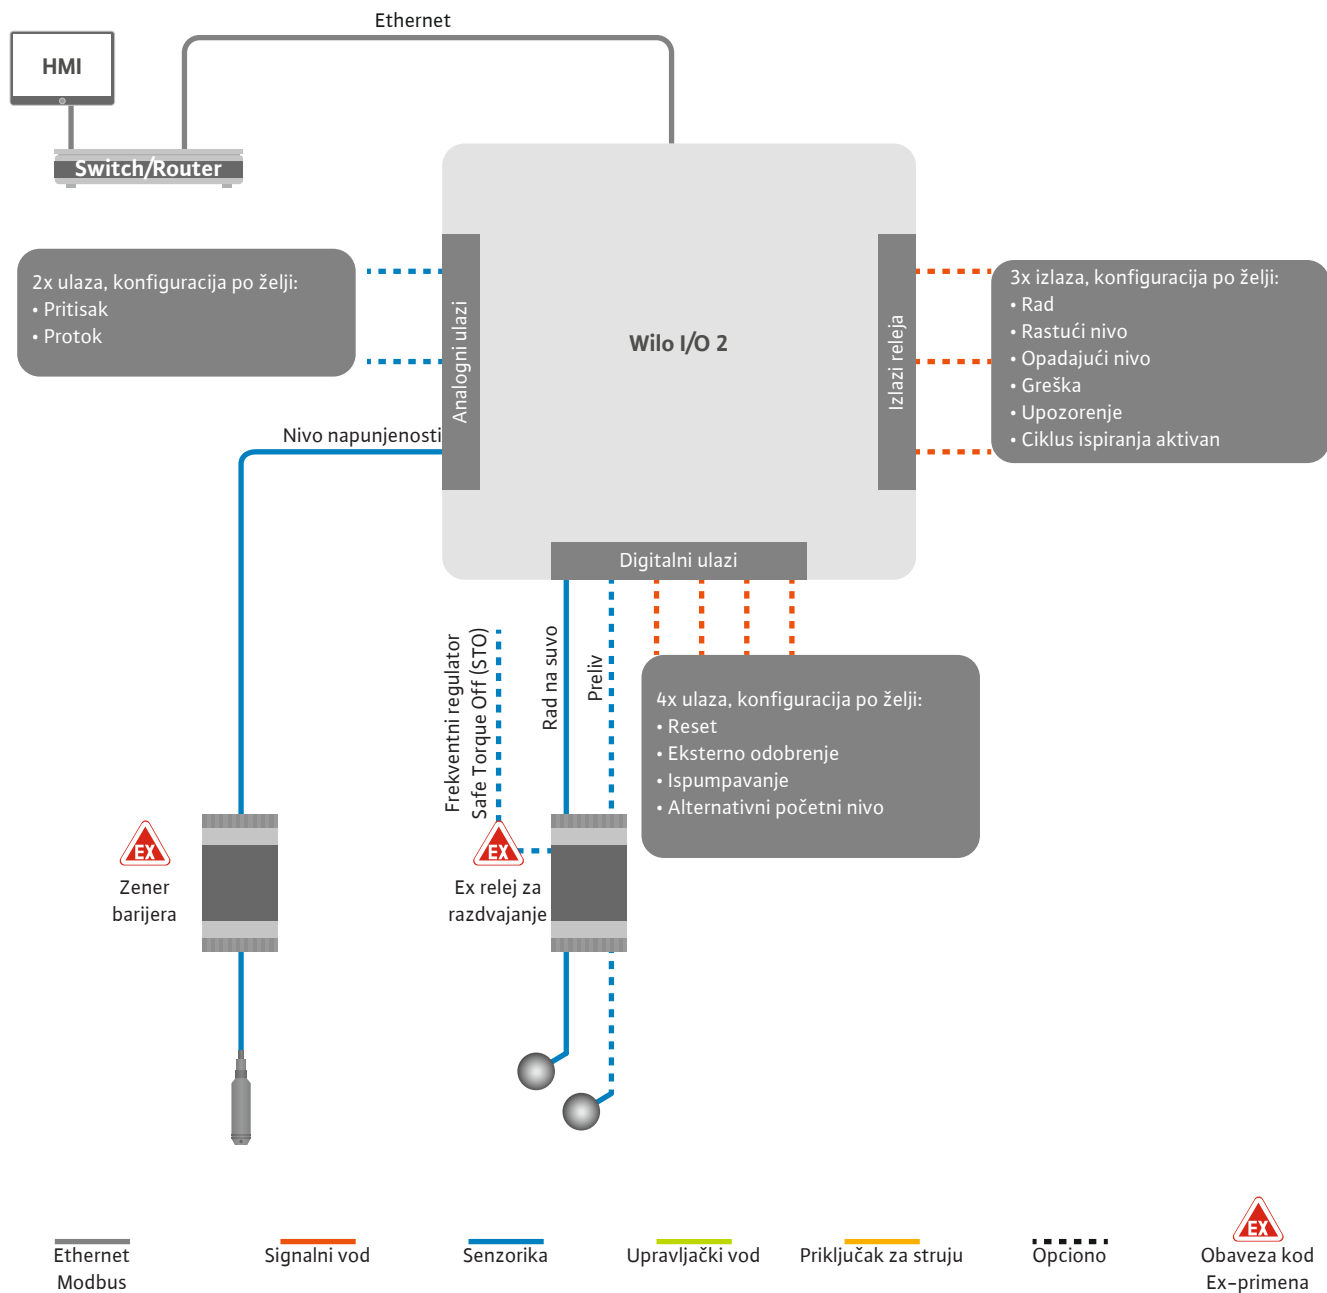 Ethernet
HMI
Switch/Router
2x ulaza, konfiguracija po želji:
• Pritisak
• Protok
Analogni ulazi
Wilo I/O 2
Izlazi releja
3x izlaza, konfiguracija po želji:
• Rad
• Rastući nivo
• Opadajući nivo
• Greška
• Upozorenje
• Ciklus ispiranja aktivan
Nivo napunjenosti
Digitalni ulazi
Frekventni regulator
Safe Torque Off (STO)
Rad na suvo
Preliv
4x ulaza, konfiguracija po želji:
• Reset
• Eksterno odobrenje
• Ispumpavanje
• Alternativni početni nivo
EX
Zener
barijera
EX
Ex relej za
razdvajanje
Ethernet
Modbus
Signalni vod
Senzorika
Upravljački vod
Priključak za struju
Opciono
EX
Obaveza kod
Ex-primena